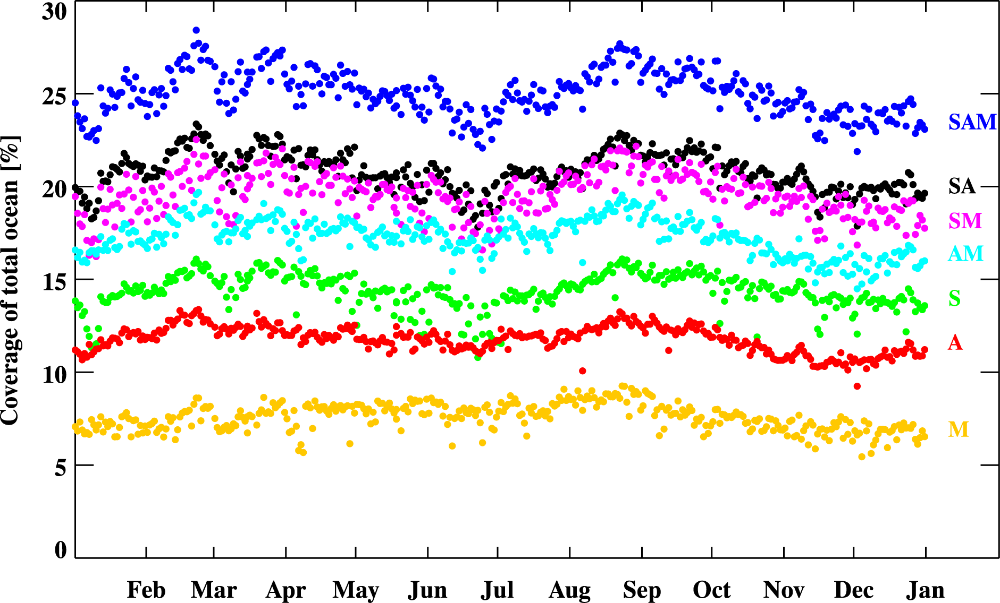 Coverage of total ocean [%]
30
25
20
15
10
5
0
SAM
SA
SM
AM
S
A
M
Feb Mar Apr May Jun Jul Aug Sep Oct Nov Dec Jan